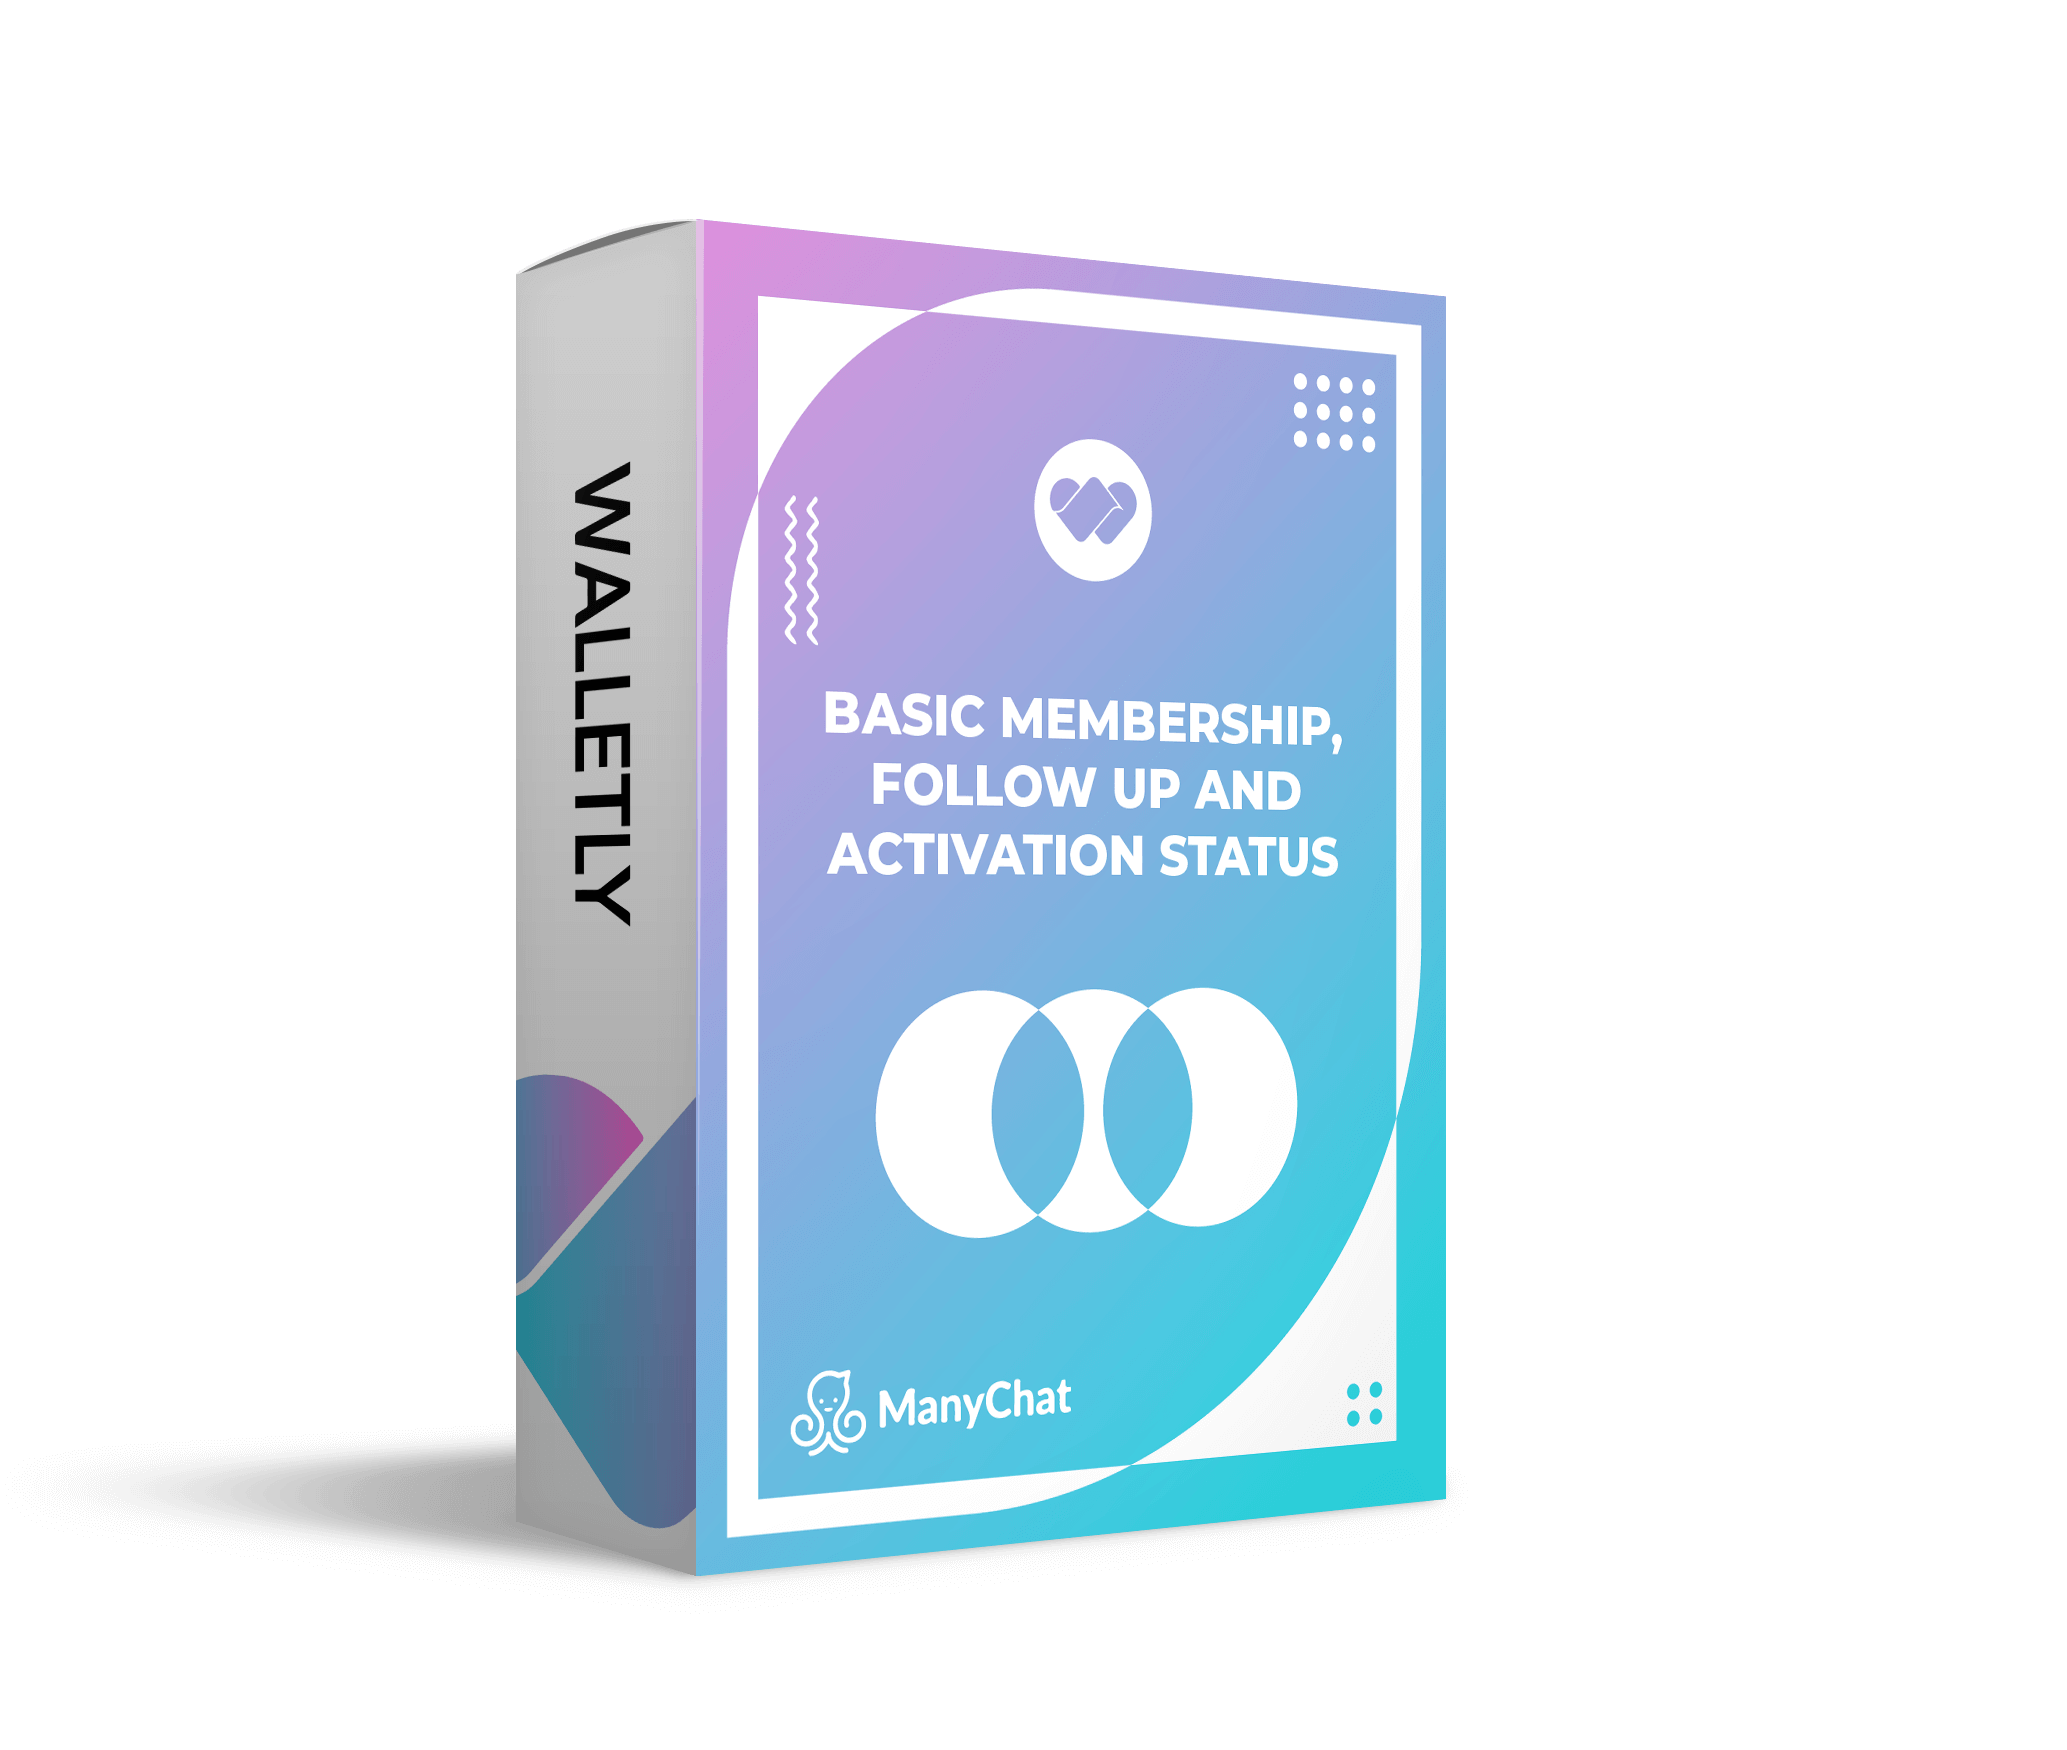 WALLETLY
BASIC MEMBERSHIP,
FOLLOW UP AND
ACTIVATION STATUS
ManyChat